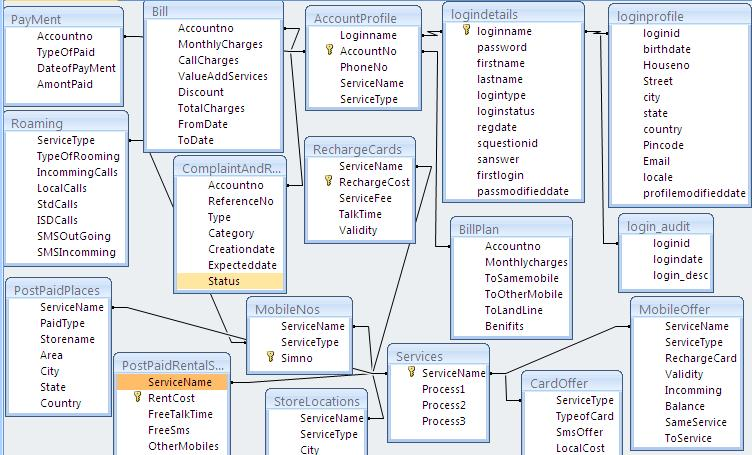 PayMent
Accountno
TypeOfPaid
DateofPayMent
AmontPaid
Bill
Accountno
MonthlyCharges
CallCharges
ValueAddServices
Discount
TotalCharges
FromDate
ToDate
AccountProfile
Loginname
AccountNo
PhoneNo
ServiceName
ServiceType
logindetails
loginname
password
firstname
lastname
logintype
loginstatus
regdate
squestionid
sanswer
firstlogin
passmodifieddate
loginprofile
loginid
birthdate
Houseno
Street
city
state
country
Pincode
Email
locale
profilemodifieddate
Roaming
ServiceType
TypeOfRooming
IncommingCalls
LocalCalls
StdCalls
ISDCalls
SMSOutGoing
SMSIncomming
ComplaintAndR...
Accountno
ReferenceNo
Type
Category
Creationdate
Expecteddate
Status
RechargeCards
ServiceName
RechargeCost
ServiceFee
TalkTime
Validity
BillPlan
Accountno
Monthlycharges
ToSamemobile
ToOtherMobile
ToLandLine
Benifits
login_audit
loginid
logindate
login_desc
PostPaidPlaces
ServiceName
PaidType
Storename
Area
City
State
Country
MobileNos
ServiceName
ServiceType
Simno
MobileOffer
ServiceName
ServiceType
RechargeCard
Validity
Incomming
Balance
SameService
ToService
PostPaidRentalS...
ServiceName
RentCost
FreeTalkTime
FreeSms
OtherMobiles
Services
ServiceName
Process1
Process2
Process3
StoreLocations
ServiceName
ServiceType
City
CardOffer
ServiceType
TypeofCard
SmsOffer
LocalCost